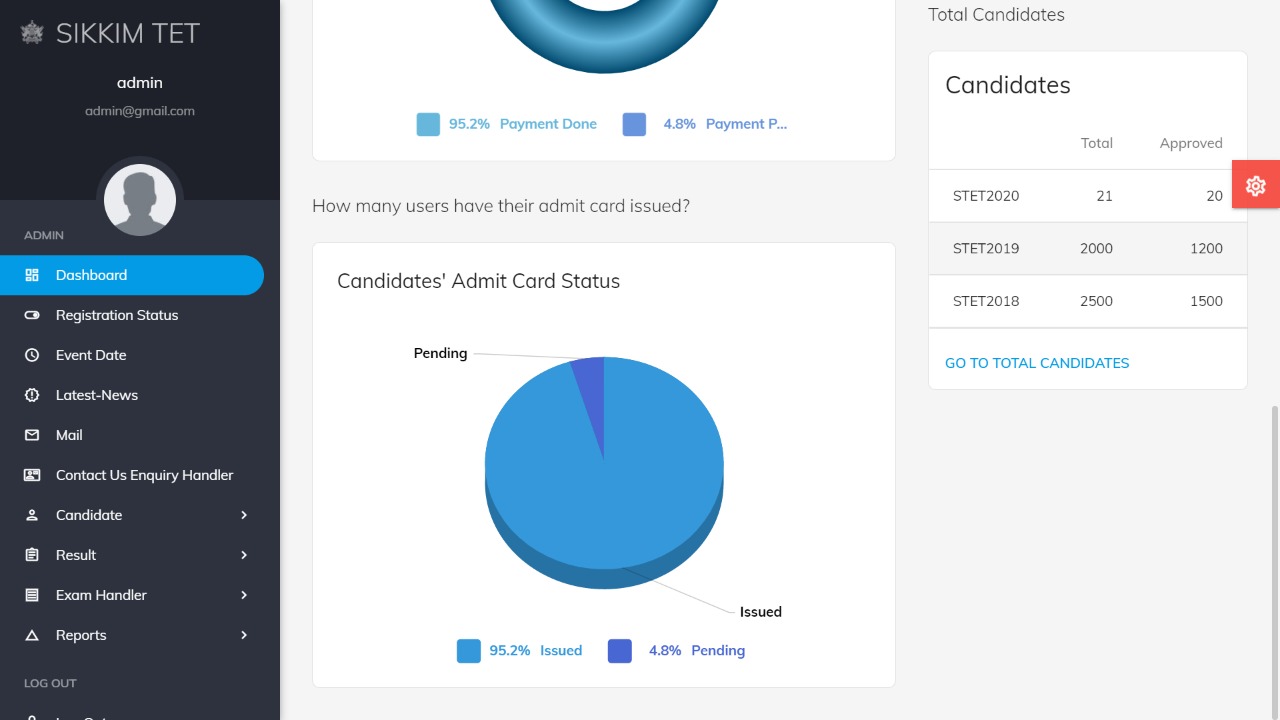 SIKKIM TET
admin
admin@gmail.com
ADMIN
Dashboard
Registration Status
Event Date
Latest-News
Mail
Contact Us Enquiry Handler
Candidate
Result
Exam Handler
Reports
LOG OUT
95.2% Payment Done 4.8% Payment P...
How many users have their admit card issued?
Candidates' Admit Card Status
Pending
Issued
95.2% Issued 4.8% Pending
Total Candidates
Candidates
Total Approved
STET2020 21 20
STET2019 2000 1200
STET2018 2500 1500
GO TO TOTAL CANDIDATES